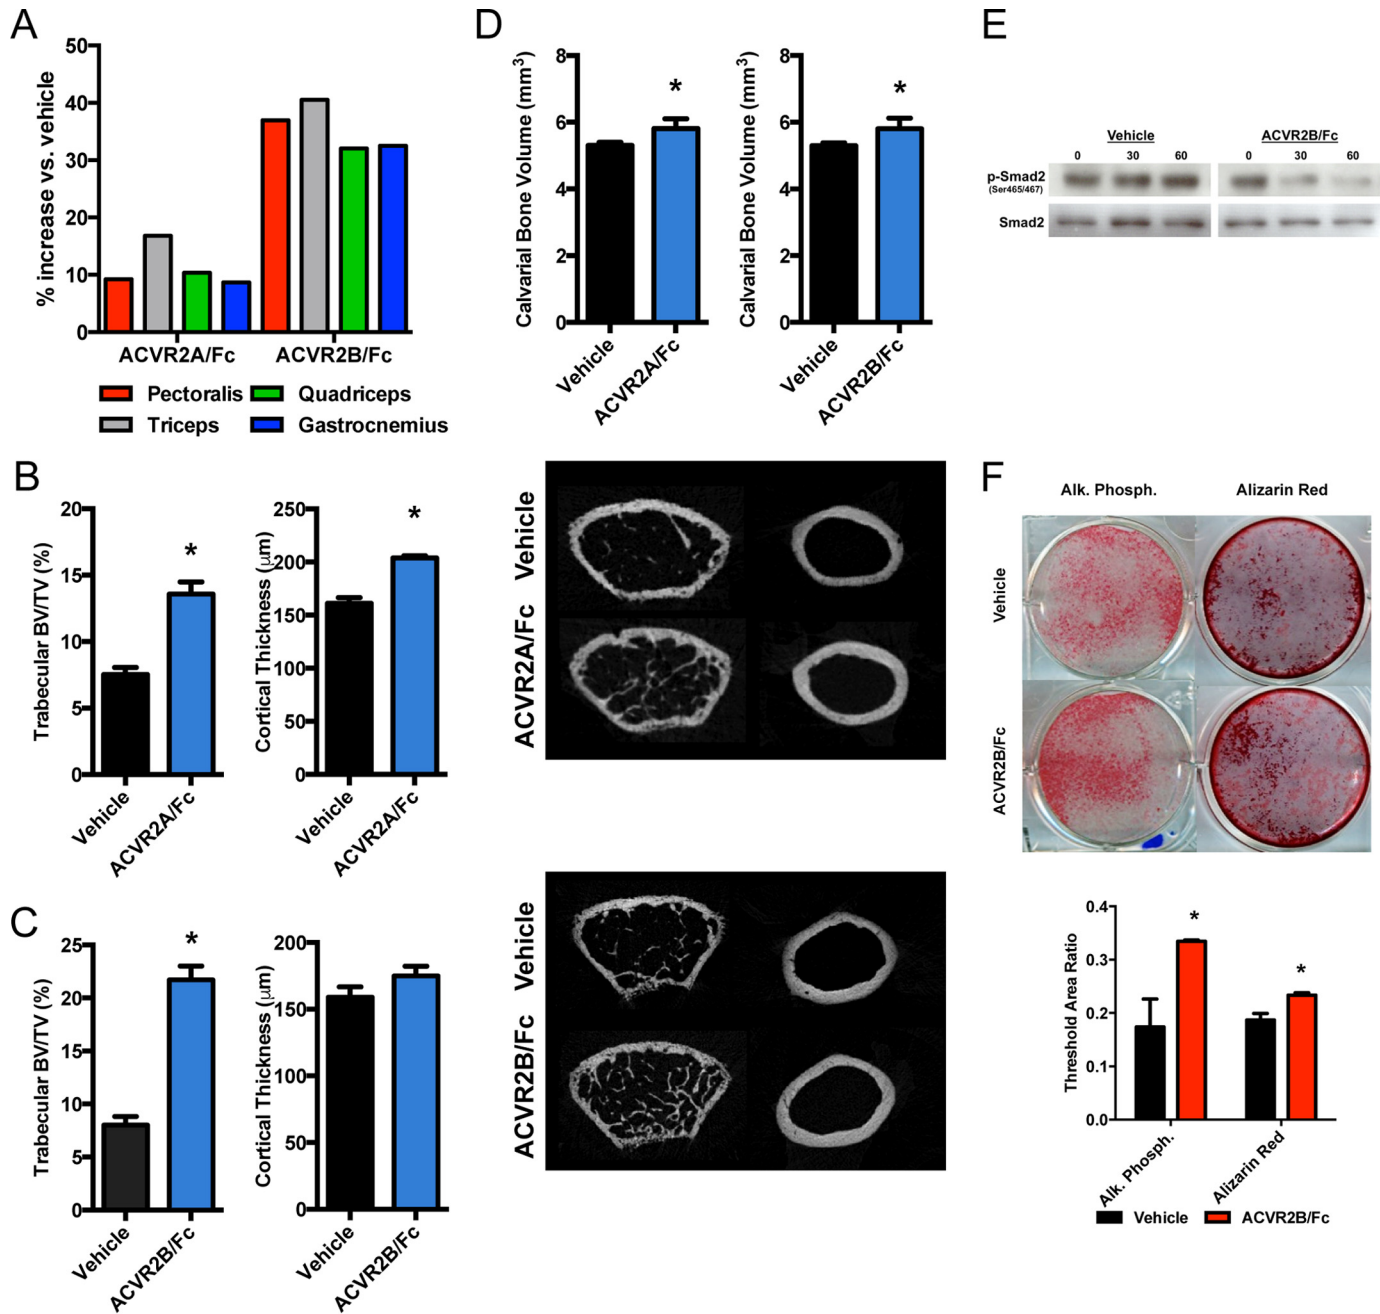 A
% increase vs. vehicle
50
40
30
20
10
0
ACVR2A/Fc
ACVR2B/Fc
Pectoralis
Quadriceps
Triceps
Gastrocnemius
D
Calvarial Bone Volume (mm³)
8
6
4
2
0
*
Vehicle
ACVR2A/Fc
Calvarial Bone Volume (mm³)
8
6
4
2
0
*
Vehicle
ACVR2B/Fc
E
Vehicle
ACVR2B/Fc
0 30 60 0 30 60
p-Smad2
(Ser465/467)
Smad2
B
Trabecular BV/TV (%)
20
15
10
5
0
*
Vehicle
ACVR2A/Fc
Cortical Thickness (μm)
250
200
150
100
50
0
*
Vehicle
ACVR2A/Fc
Vehicle
ACVR2A/Fc
C
Trabecular BV/TV (%)
25
20
15
10
5
0
*
Vehicle
ACVR2B/Fc
Cortical Thickness (μm)
200
150
100
50
0
Vehicle
ACVR2B/Fc
Vehicle
ACVR2B/Fc
F
Alk. Phosph.
Alizarin Red
Vehicle
ACVR2B/Fc
Threshold Area Ratio
0.4
0.3
0.2
0.1
0.0
*
*
Alk. Phosph.
Alizarin Red
Vehicle
ACVR2B/Fc